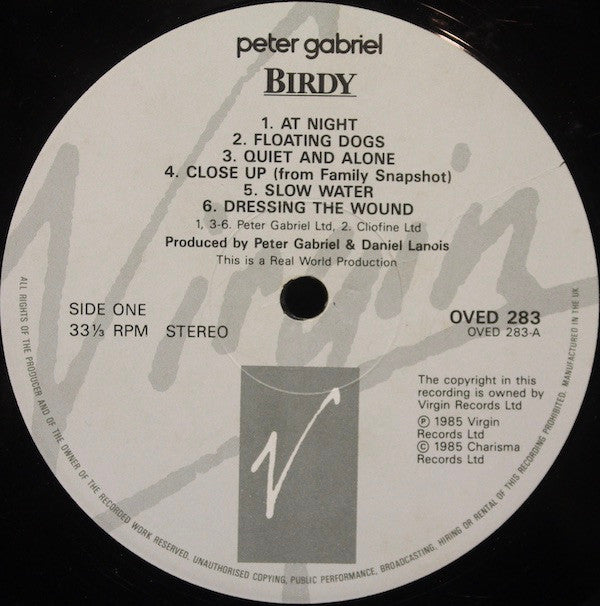 peter gabriel
BIRDY
1. AT NIGHT
2. FLOATING DOGS
3. QUIET AND ALONE
4. CLOSE UP (from Family Snapshot)
5. SLOW WATER
6. DRESSING THE WOUND
1, 3-6. Peter Gabriel Ltd, 2. Cliofine Ltd
Produced by Peter Gabriel & Daniel Lanois
This is a Real World Production
Virgin
SIDE ONE
33⅓ RPM STEREO
OVED 283
OVED 283-A
The copyright in this
recording is owned by
Virgin Records Ltd
Ⓟ 1985 Virgin
Records Ltd
© 1985 Charisma
Records Ltd
V
ALL RIGHTS OF THE PRODUCER AND OF THE OWNER OF THE RECORDED WORK RESERVED. UNAUTHORISED COPYING, PUBLIC PERFORMANCE, BROADCASTING, HIRING OR RENTAL OF THIS RECORDING PROHIBITED. MANUFACTURED IN THE UK